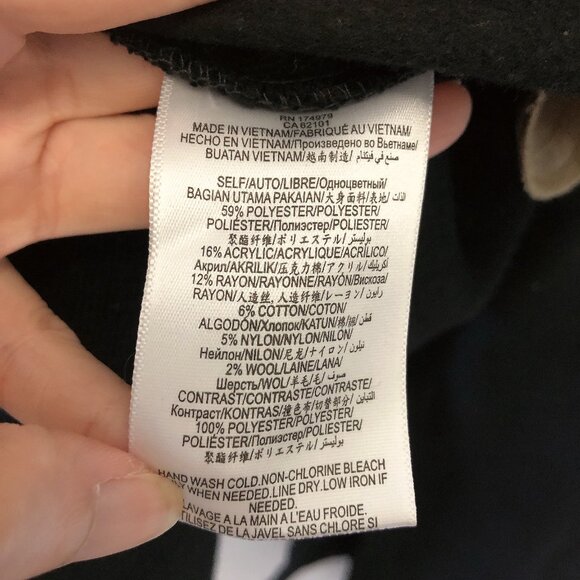 RN 174979
CA 62101
MADE IN VIETNAM/FABRIQUÉ AU VIETNAM/
HECHO EN VIETNAM/Произведено во Вьетнаме/
BUATAN VIETNAM/越南制造/ صنع في فيتنام
SELF/AUTO/LIBRE/Одноцветный/
BAGIAN UTAMA PAKAIAN/大身面料/表地/ الذات
59% POLYESTER/POLYESTER/
POLIÉSTER/Полиэстер/POLIESTER/
聚酯纤维/ポリエステル/ بوليستر
16% ACRYLIC/ACRYLIQUE/ACRÍLICO/
Акрил/AKRILIK/压克力棉/アクリル/ أكريليك
12% RAYON/RAYONNE/RAYÓN/Вискоза/
RAYON/人造丝, 人造纤维/レーヨン/ رايون
6% COTTON/COTON/
ALGODÓN/Хлопок/KATUN/棉/綿/ قطن
5% NYLON/NYLON/NILÓN/
Нейлон/NILON/尼龙/ナイロン/ نيلون
2% WOOL/LAINE/LANA/
Шерсть/WOL/羊毛/毛/ صوف
CONTRAST/CONTRASTE/CONTRASTE/
Контраст/KONTRAS/撞色布/切替部分/ التباين
100% POLYESTER/POLYESTER/
POLIÉSTER/Полиэстер/POLIESTER/
聚酯纤维/ポリエステル/ بوليستر
HAND WASH COLD.NON-CHLORINE BLEACH
WHEN NEEDED.LINE DRY.LOW IRON IF
NEEDED.
LAVAGE A LA MAIN A L'EAU FROIDE.
DE JAVEL SANS CHLORE SI